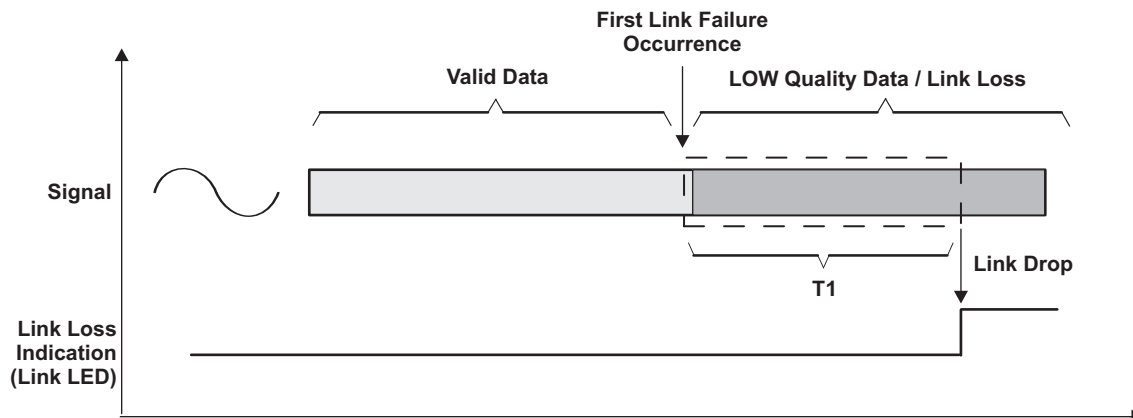 First Link Failure
Occurrence
Valid Data
LOW Quality Data / Link Loss
Signal
T1
Link Drop
Link Loss
Indication
(Link LED)